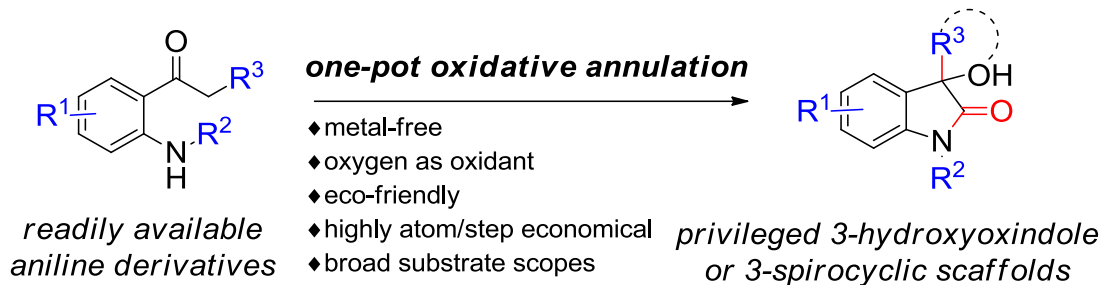 O
R³
R¹
R²
N
H
readily available
aniline derivatives
one-pot oxidative annulation
♦metal-free
♦oxygen as oxidant
♦eco-friendly
♦highly atom/step economical
♦broad substrate scopes
R³
OH
R¹
O
N
R²
privileged 3-hydroxyoxindole
or 3-spirocyclic scaffolds